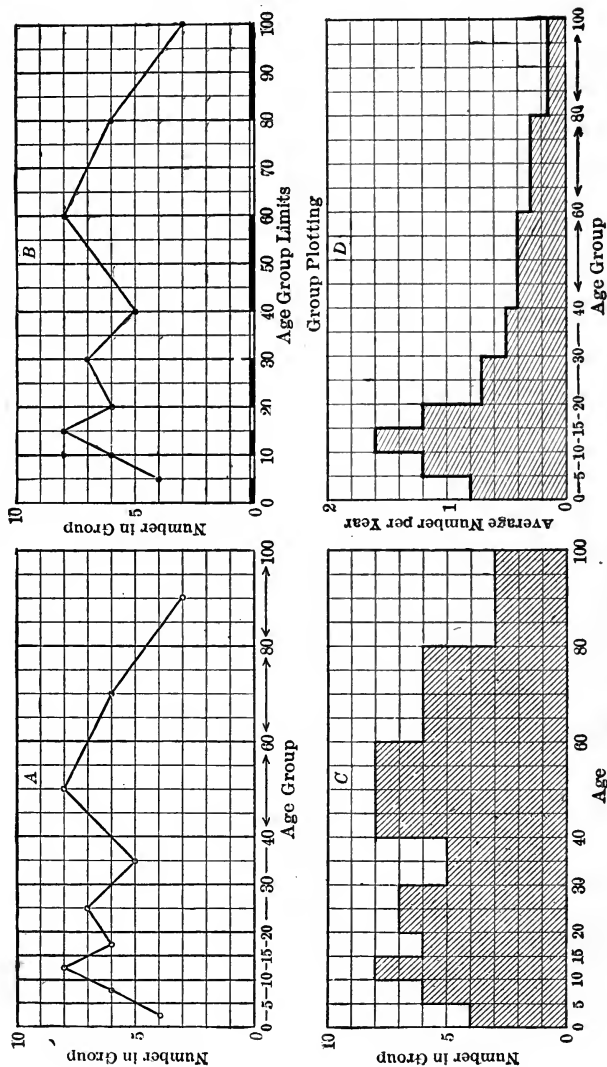 A
Number in Group
10
5
0
0–5–10–15–20 — 30 40 ⟵ ⟶ 60 ⟵ ⟶ 80 ⟵ ⟶ 100
Age Group
B
Number in Group
10
5
0
0 5 10 20 30 40 50 60 70 80 90 100
Age Group Limits
Group Plotting
C
Number in Group
10
5
0
0 5 10 15 20 30 40 60 80 100
Age
D
Average Number per Year
2
1
0
0–5–10–15–20— 30 — 40 ⟵ ⟶ 60 ⟵ ⟶ 80 ⟵ ⟶ 100
Age Group